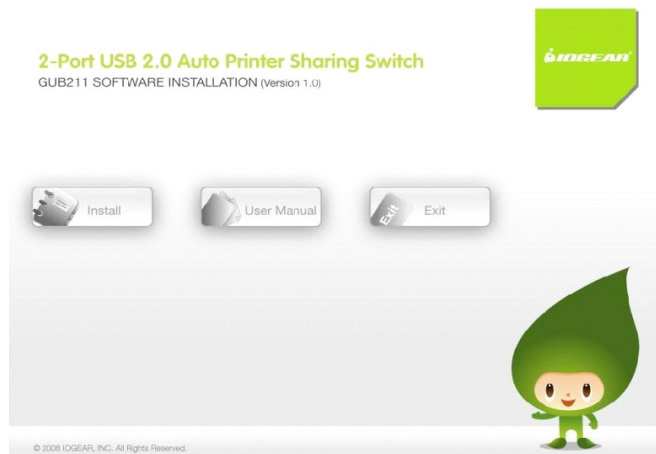 2-Port USB 2.0 Auto Printer Sharing Switch
GUB211 SOFTWARE INSTALLATION (Version 1.0)
IOGEAR
Install
User Manual
Exit
Exit
© 2008 IOGEAR, INC. All Rights Reserved.